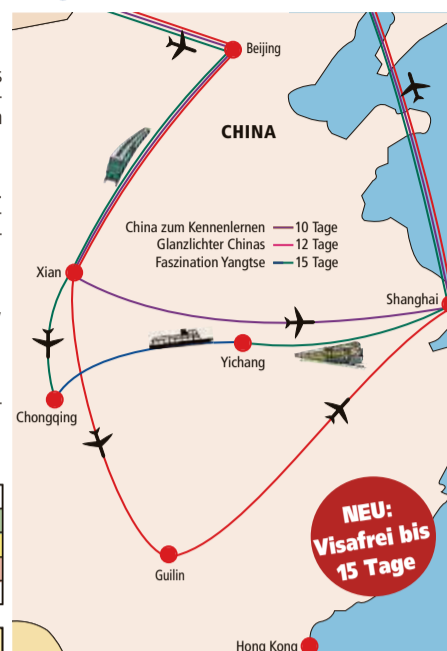 Beijing
CHINA
China zum Kennenlernen 10 Tage
Glanzlichter Chinas 12 Tage
Faszination Yangtse 15 Tage
Xian
Shanghai
Yichang
Chongqing
NEU:
Visafrei bis
15 Tage
Guilin
Hong Kong